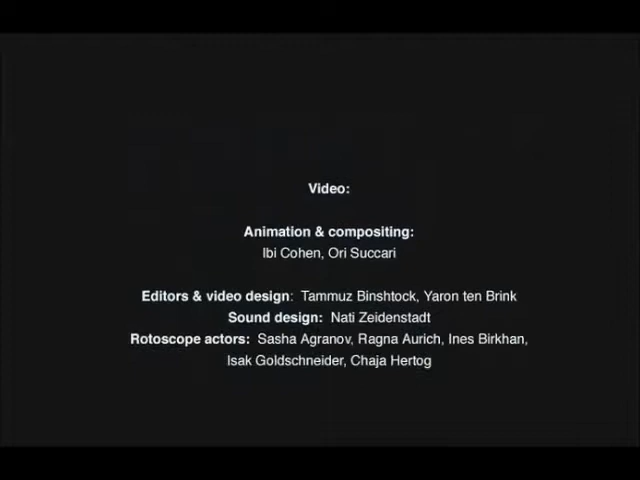 Video:
Animation & compositing:
Ibi Cohen, Ori Succari
Editors & video design: Tammuz Binshtock, Yaron ten Brink
Sound design: Nati Zeidenstadt
Rotoscope actors: Sasha Agranov, Ragna Aurich, Ines Birkhan,
Isak Goldschneider, Chaja Hertog